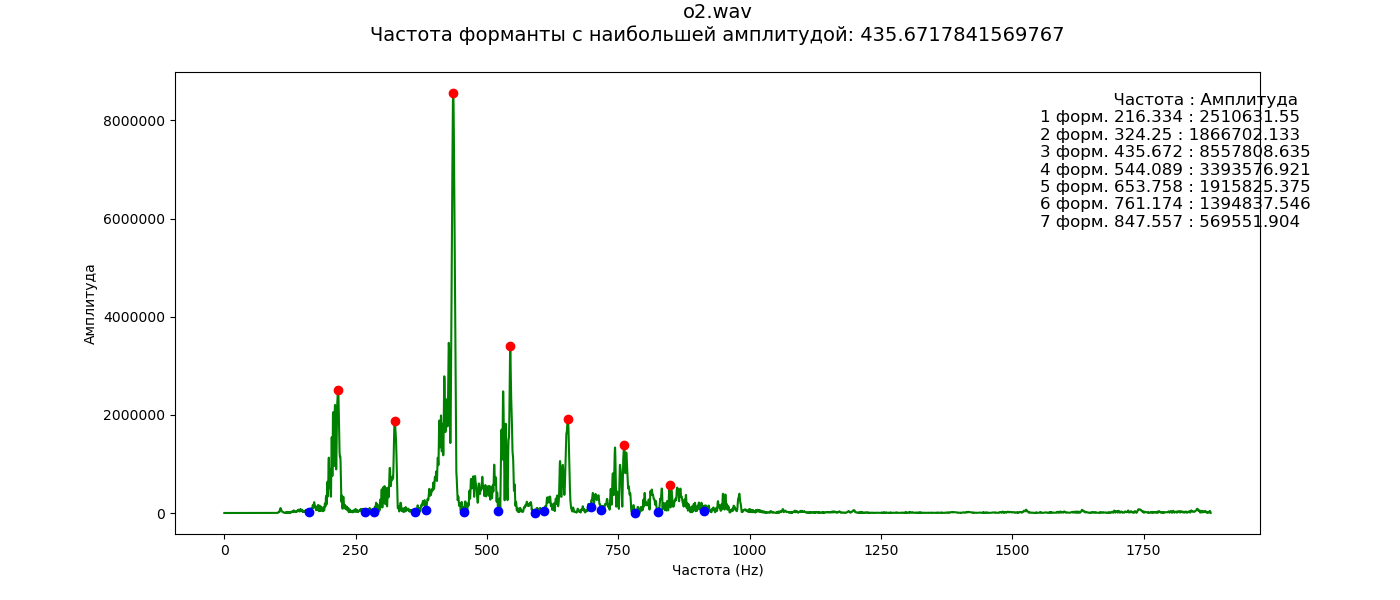 o2.wav
Частота форманты с наибольшей амплитудой: 435.6717841569767
Частота : Амплитуда
1 форм. 216.334 : 2510631.55
2 форм. 324.25 : 1866702.133
3 форм. 435.672 : 8557808.635
4 форм. 544.089 : 3393576.921
5 форм. 653.758 : 1915825.375
6 форм. 761.174 : 1394837.546
7 форм. 847.557 : 569551.904
8000000
6000000
4000000
2000000
0
Амплитуда
0 250 500 750 1000 1250 1500 1750
Частота (Hz)